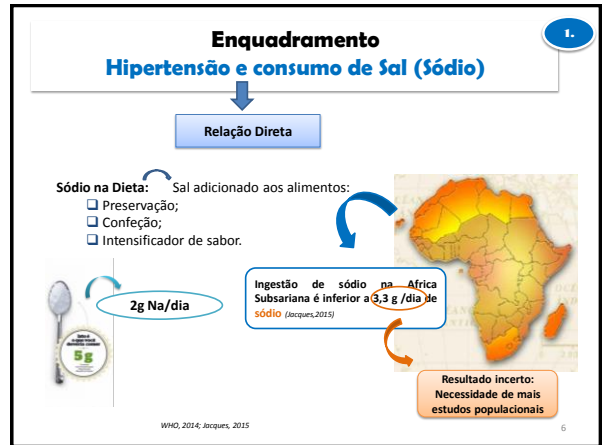 Enquadramento
1.
Hipertensão e consumo de Sal (Sódio)
Relação Direta
Sódio na Dieta: Sal adicionado aos alimentos:
Preservação;
Confeção;
Intensificador de sabor.
2g Na/dia
5g
Ingestão de sódio na Africa
Subsariana é inferior a 3,3 g /dia de
sódio (Jacques,2015)
Resultado incerto:
Necessidade de mais
estudos populacionais
WHO, 2014; Jacques, 2015
6